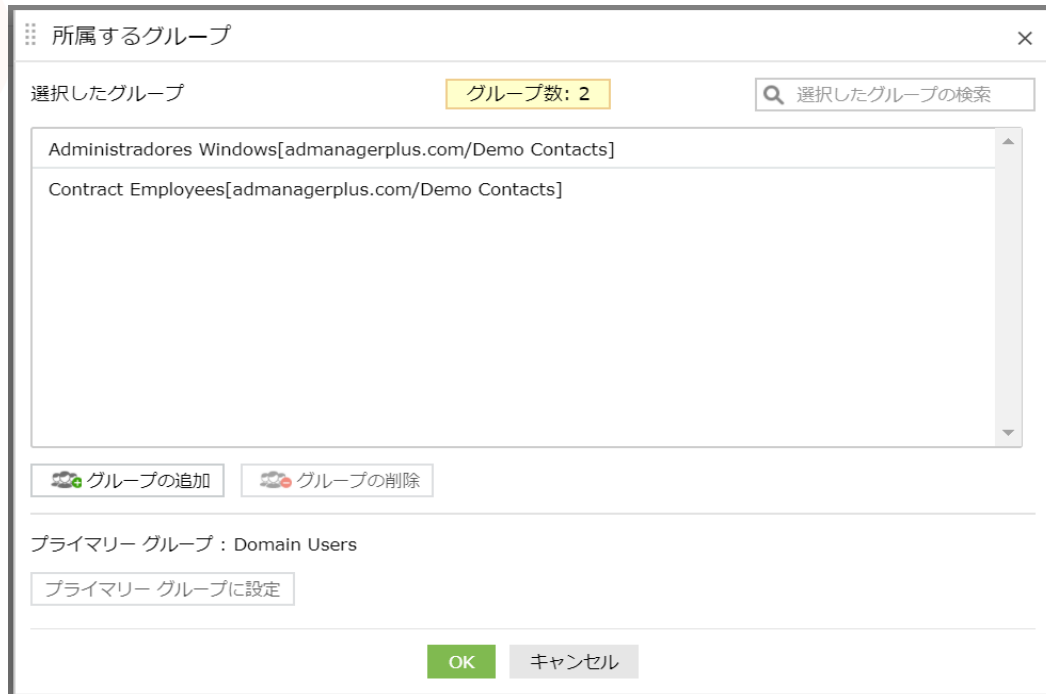 所属するグループ
選択したグループ グループ数: 2 選択したグループの検索
Administradores Windows[admanagerplus.com/Demo Contacts]
Contract Employees[admanagerplus.com/Demo Contacts]
グループの追加 グループの削除
プライマリー グループ : Domain Users
プライマリー グループに設定
OK キャンセル